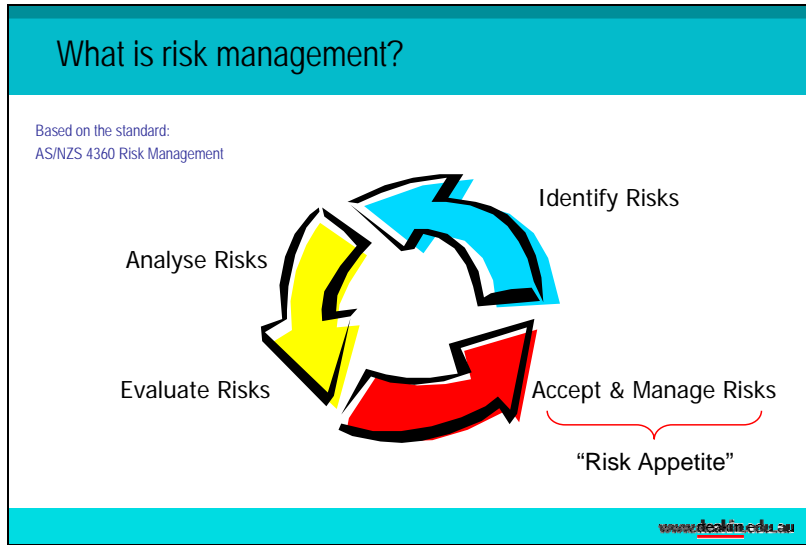 What is risk management?
Based on the standard:
AS/NZS 4360 Risk Management
Identify Risks
Analyse Risks
Evaluate Risks
Accept & Manage Risks
“Risk Appetite”
www.deakin.edu.au